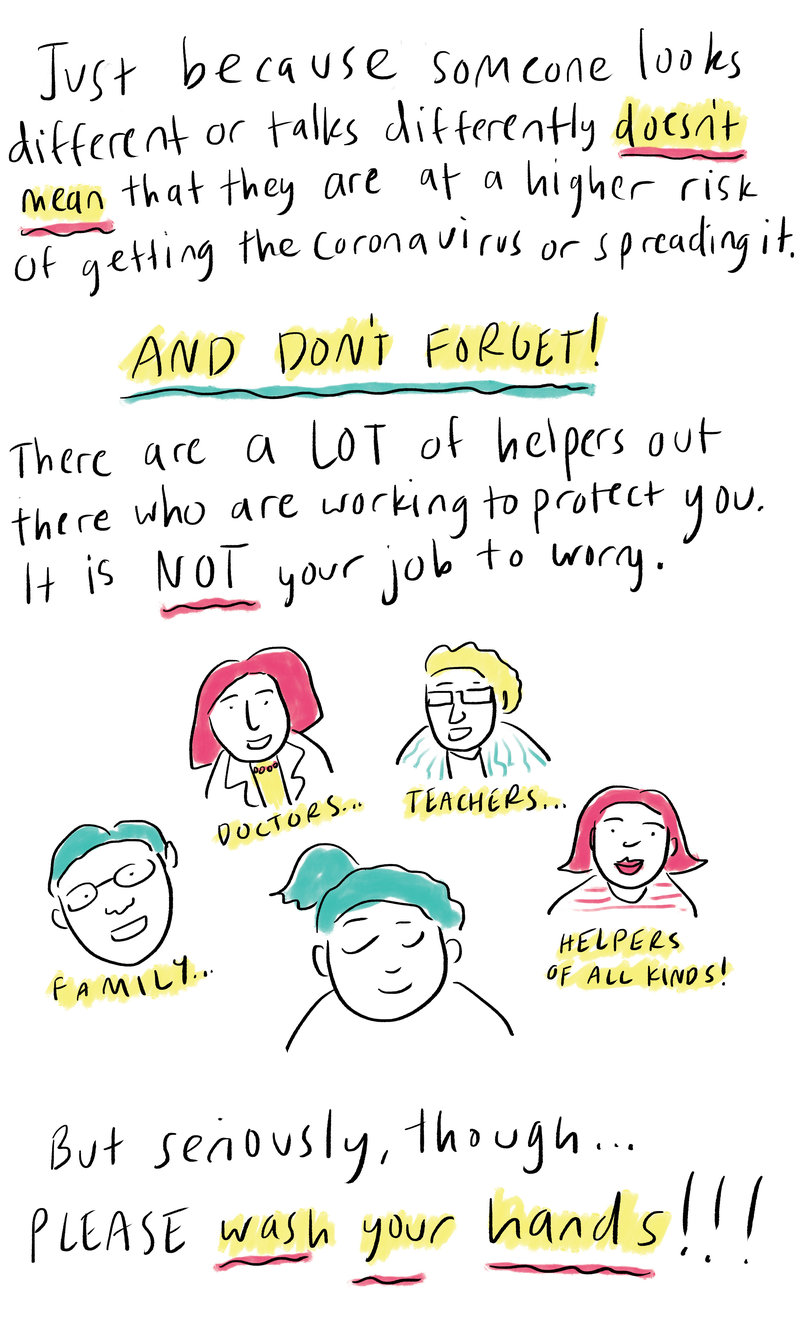 Just because someone looks
different or talks differently doesn't
mean that they are at a higher risk
of getting the coronavirus or spreading it.
AND DON'T FORGET!
There are a LOT of helpers out
there who are working to protect you.
It is NOT your job to worry.
DOCTORS...
TEACHERS...
FAMILY...
HELPERS
OF ALL KINDS!
But seriously, though...
PLEASE wash your hands!!!